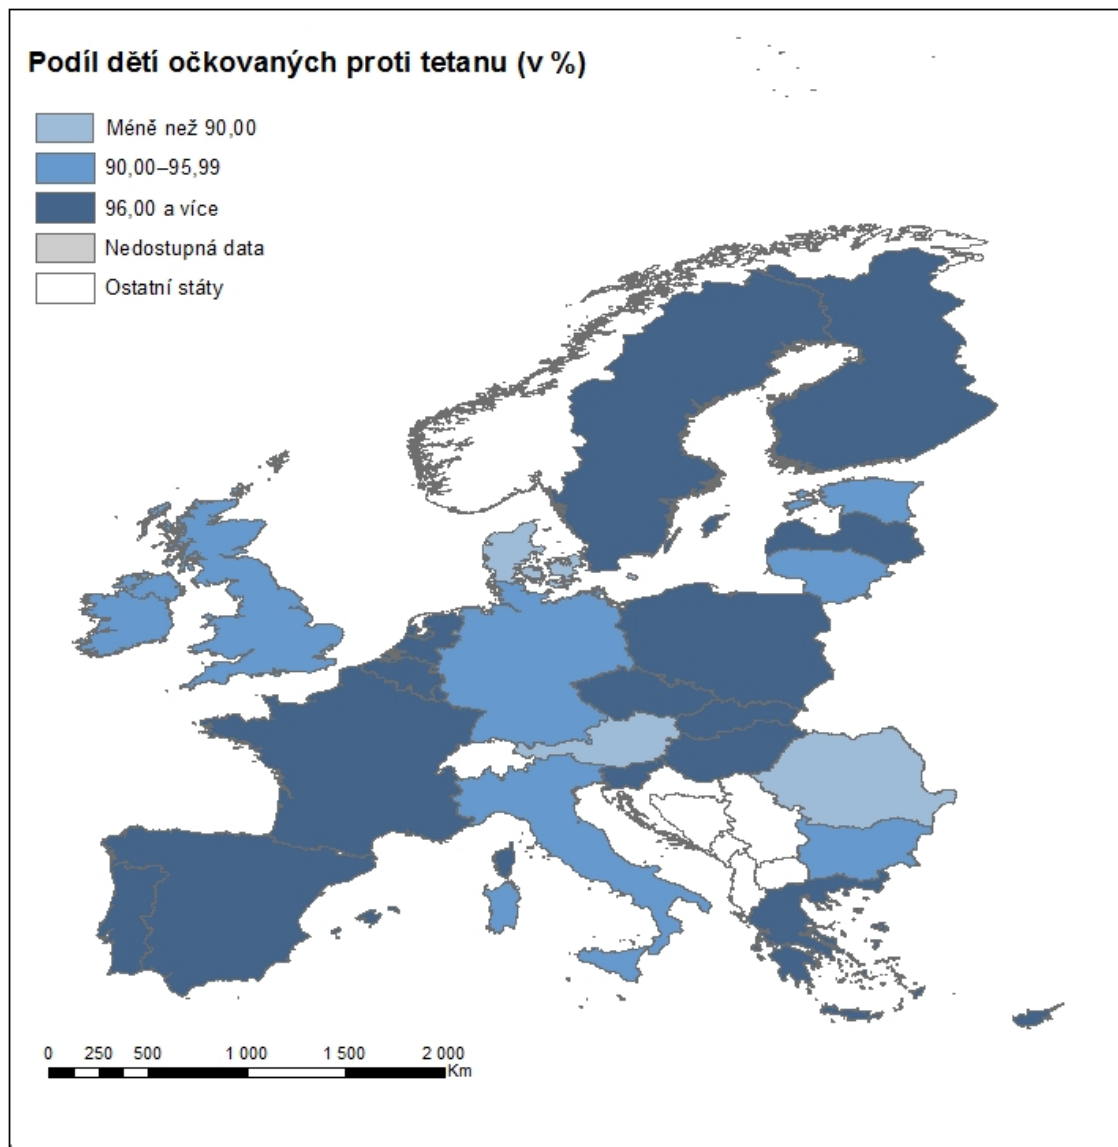 Podíl dětí očkovaných proti tetanu (v %)
Méně než 90,00
90,00–95,99
96,00 a více
Nedostupná data
Ostatní státy
0 250 500 1 000 1 500 2 000
Km